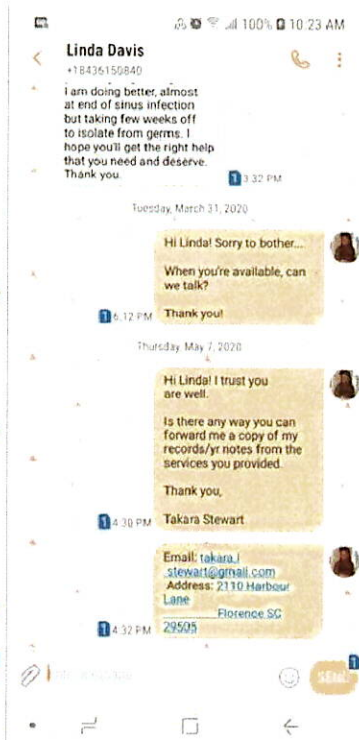 100% 10:23 AM
Linda Davis
+18436150840
I am doing better, almost
at end of sinus infection
but taking few weeks off
to isolate from germs. I
hope you'll get the right help
that you need and deserve.
Thank you.
1 3:32 PM
Tuesday, March 31, 2020
Hi Linda! Sorry to bother...
When you're available, can
we talk?
Thank you!
1 6:12 PM
Thursday, May 7, 2020
Hi Linda! I trust you
are well.
Is there any way you can
forward me a copy of my
records/yr notes from the
services you provided.
Thank you,
Takara Stewart
1 4:30 PM
Email: takara.l
stewart@gmail.com
Address: 2110 Harbour
Lane
Florence SC
29505
1 4:32 PM
1
SEND